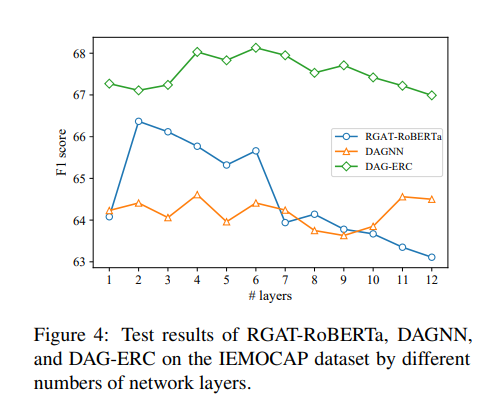 68
67
66
65
64
63
F1 score
RGAT-RoBERTa
DAGNN
DAG-ERC
1 2 3 4 5 6 7 8 9 10 11 12
# layers
Figure 4: Test results of RGAT-RoBERTa, DAGNN,
and DAG-ERC on the IEMOCAP dataset by different
numbers of network layers.